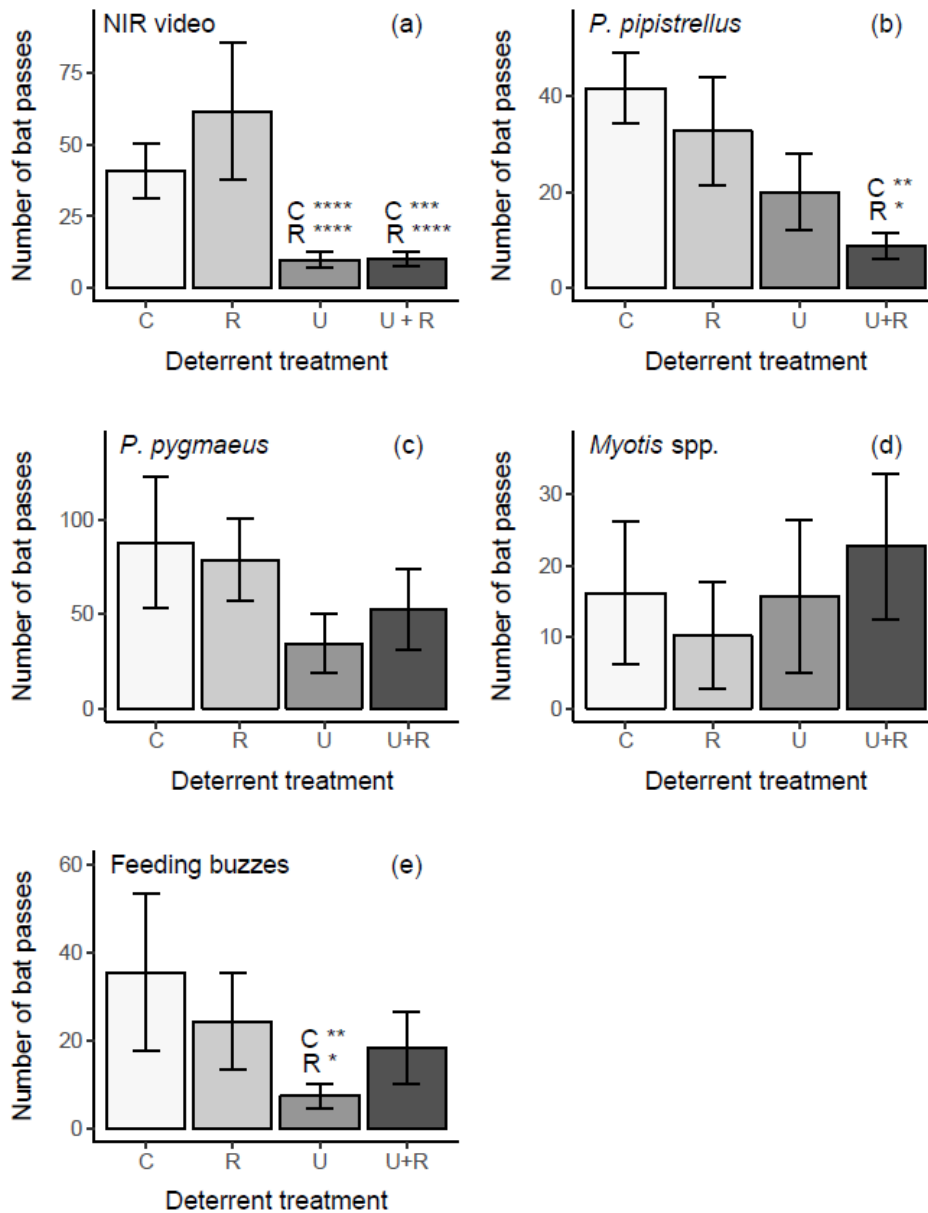 NIR video (a)
Number of bat passes
75
50
25
0
C ****
R ****
C ***
R ****
C R U U + R
Deterrent treatment
P. pipistrellus (b)
Number of bat passes
40
20
0
C **
R *
C R U U+R
Deterrent treatment
P. pygmaeus (c)
Number of bat passes
100
50
0
C R U U+R
Deterrent treatment
Myotis spp. (d)
Number of bat passes
30
20
10
0
C R U U+R
Deterrent treatment
Feeding buzzes (e)
Number of bat passes
60
40
20
0
C **
R *
C R U U+R
Deterrent treatment